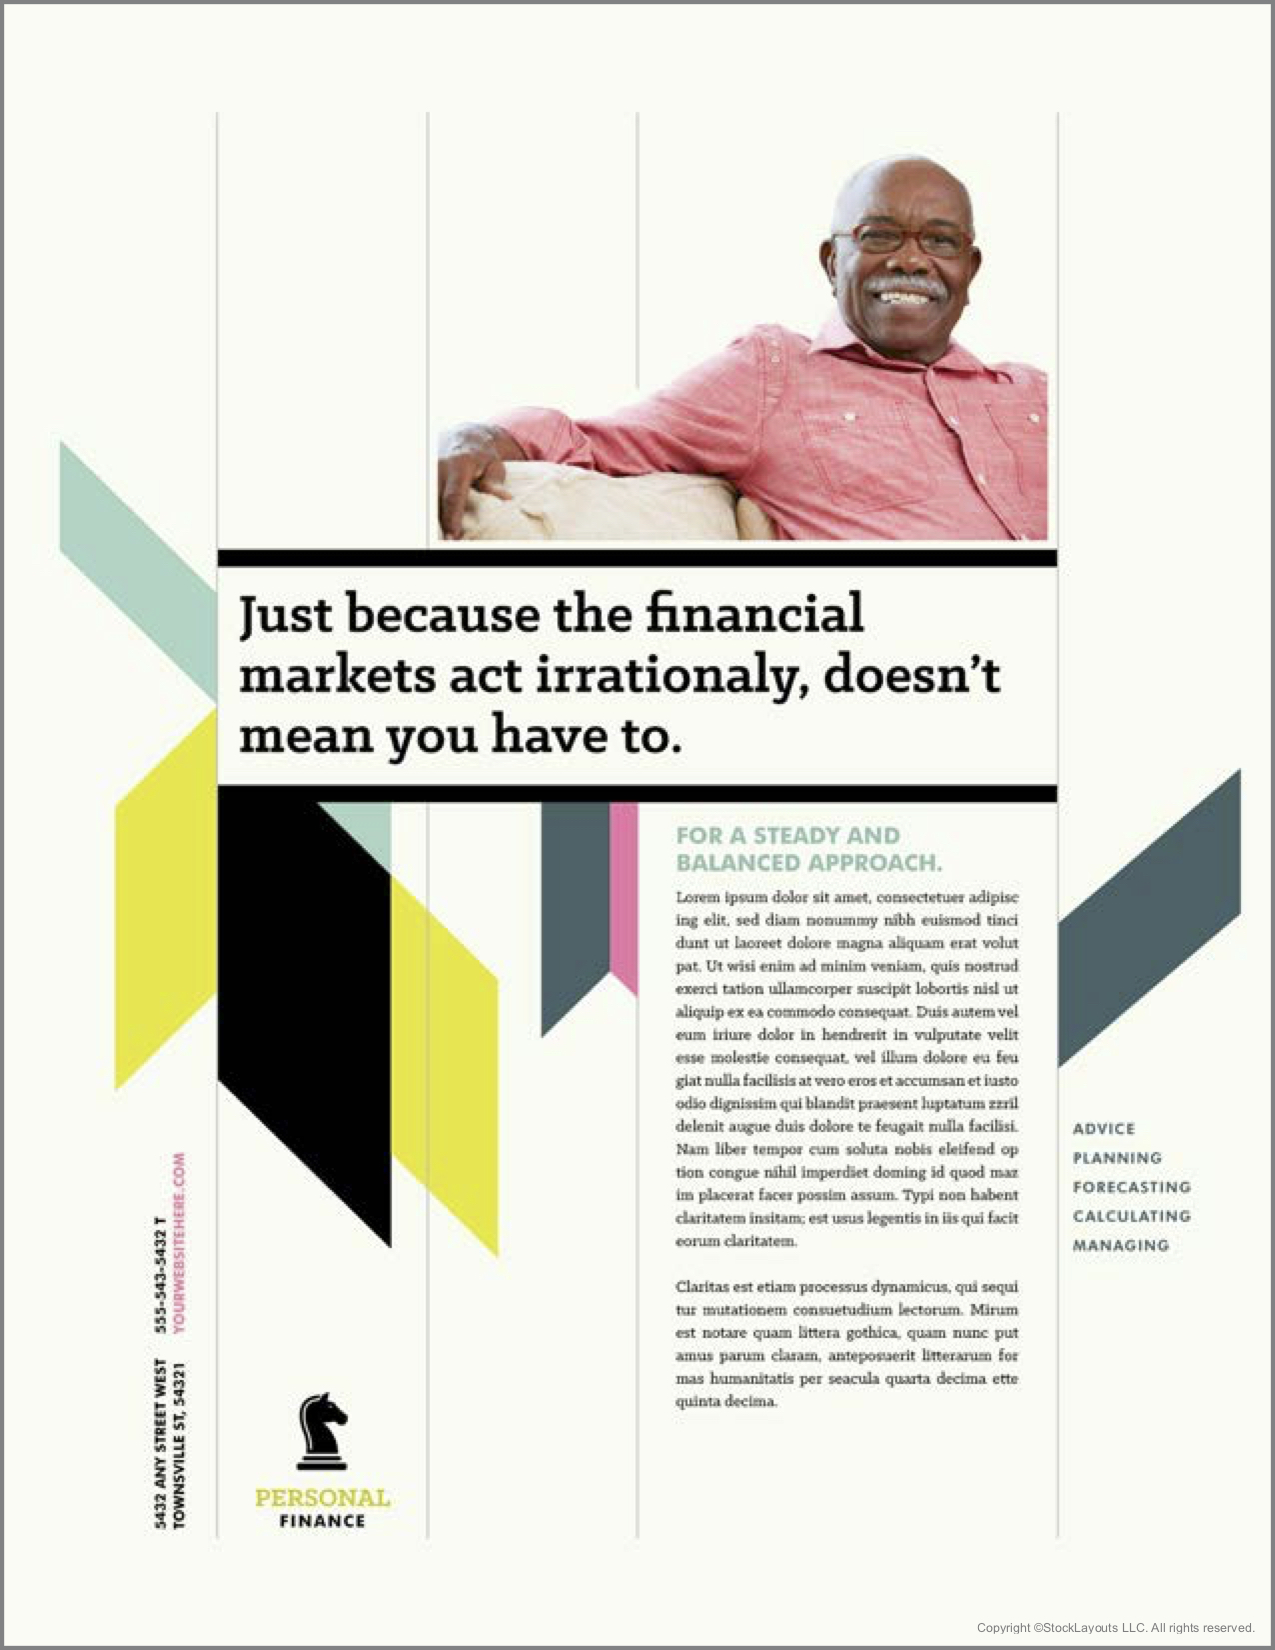 Just because the financial
markets act irrationaly, doesn't
mean you have to.
FOR A STEADY AND
BALANCED APPROACH.
Lorem ipsum dolor sit amet, consectetuer adipisc
ing elit, sed diam nonummy nibh euismod tinci
dunt ut laoreet dolore magna aliquam erat volut
pat. Ut wisi enim ad minim veniam, quis nostrud
exerci tation ullamcorper suscipit lobortis nisl ut
aliquip ex ea commodo consequat. Duis autem vel
eum iriure dolor in hendrerit in vulputate velit
esse molestie consequat, vel illum dolore eu feu
giat nulla facilisis at vero eros et accumsan et iusto
odio dignissim qui blandit praesent luptatum zzril
delenit augue duis dolore te feugait nulla facilisi.
Nam liber tempor cum soluta nobis eleifend op
tion congue nihil imperdiet doming id quod maz
im placerat facer possim assum. Typi non habent
claritatem insitam; est usus legentis in iis qui facit
eorum claritatem.
Claritas est etiam processus dynamicus, qui sequi
tur mutationem consuetudium lectorum. Mirum
est notare quam littera gothica, quam nunc put
amus parum claram, anteposuerit litterarum for
mas humanitatis per seacula quarta decima ette
quinta decima.
ADVICE
PLANNING
FORECASTING
CALCULATING
MANAGING
5432 ANY STREET WEST 555-543-5432 T
TOWNSVILLE ST, 54321 YOURWEBSITEHERE.COM
PERSONAL
FINANCE
Copyright ©StockLayouts LLC. All rights reserved.